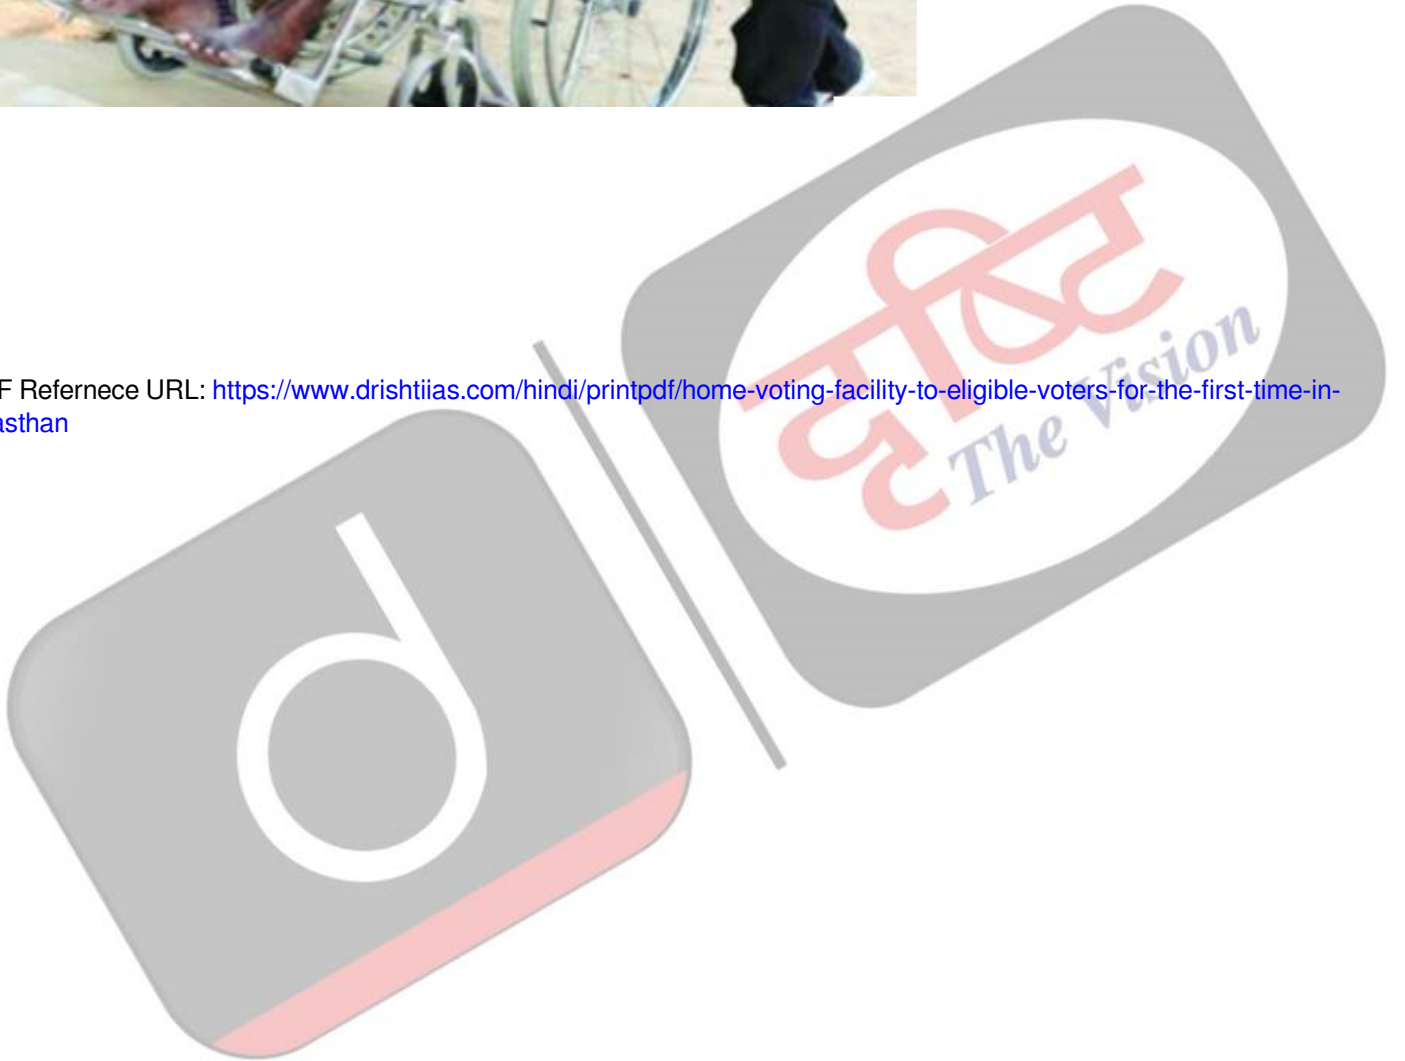 F Refernece URL: https://www.drishtiias.com/hindi/printpdf/home-voting-facility-to-eligible-voters-for-the-first-time-in-
asthan
दृष्टि
The Vision
d